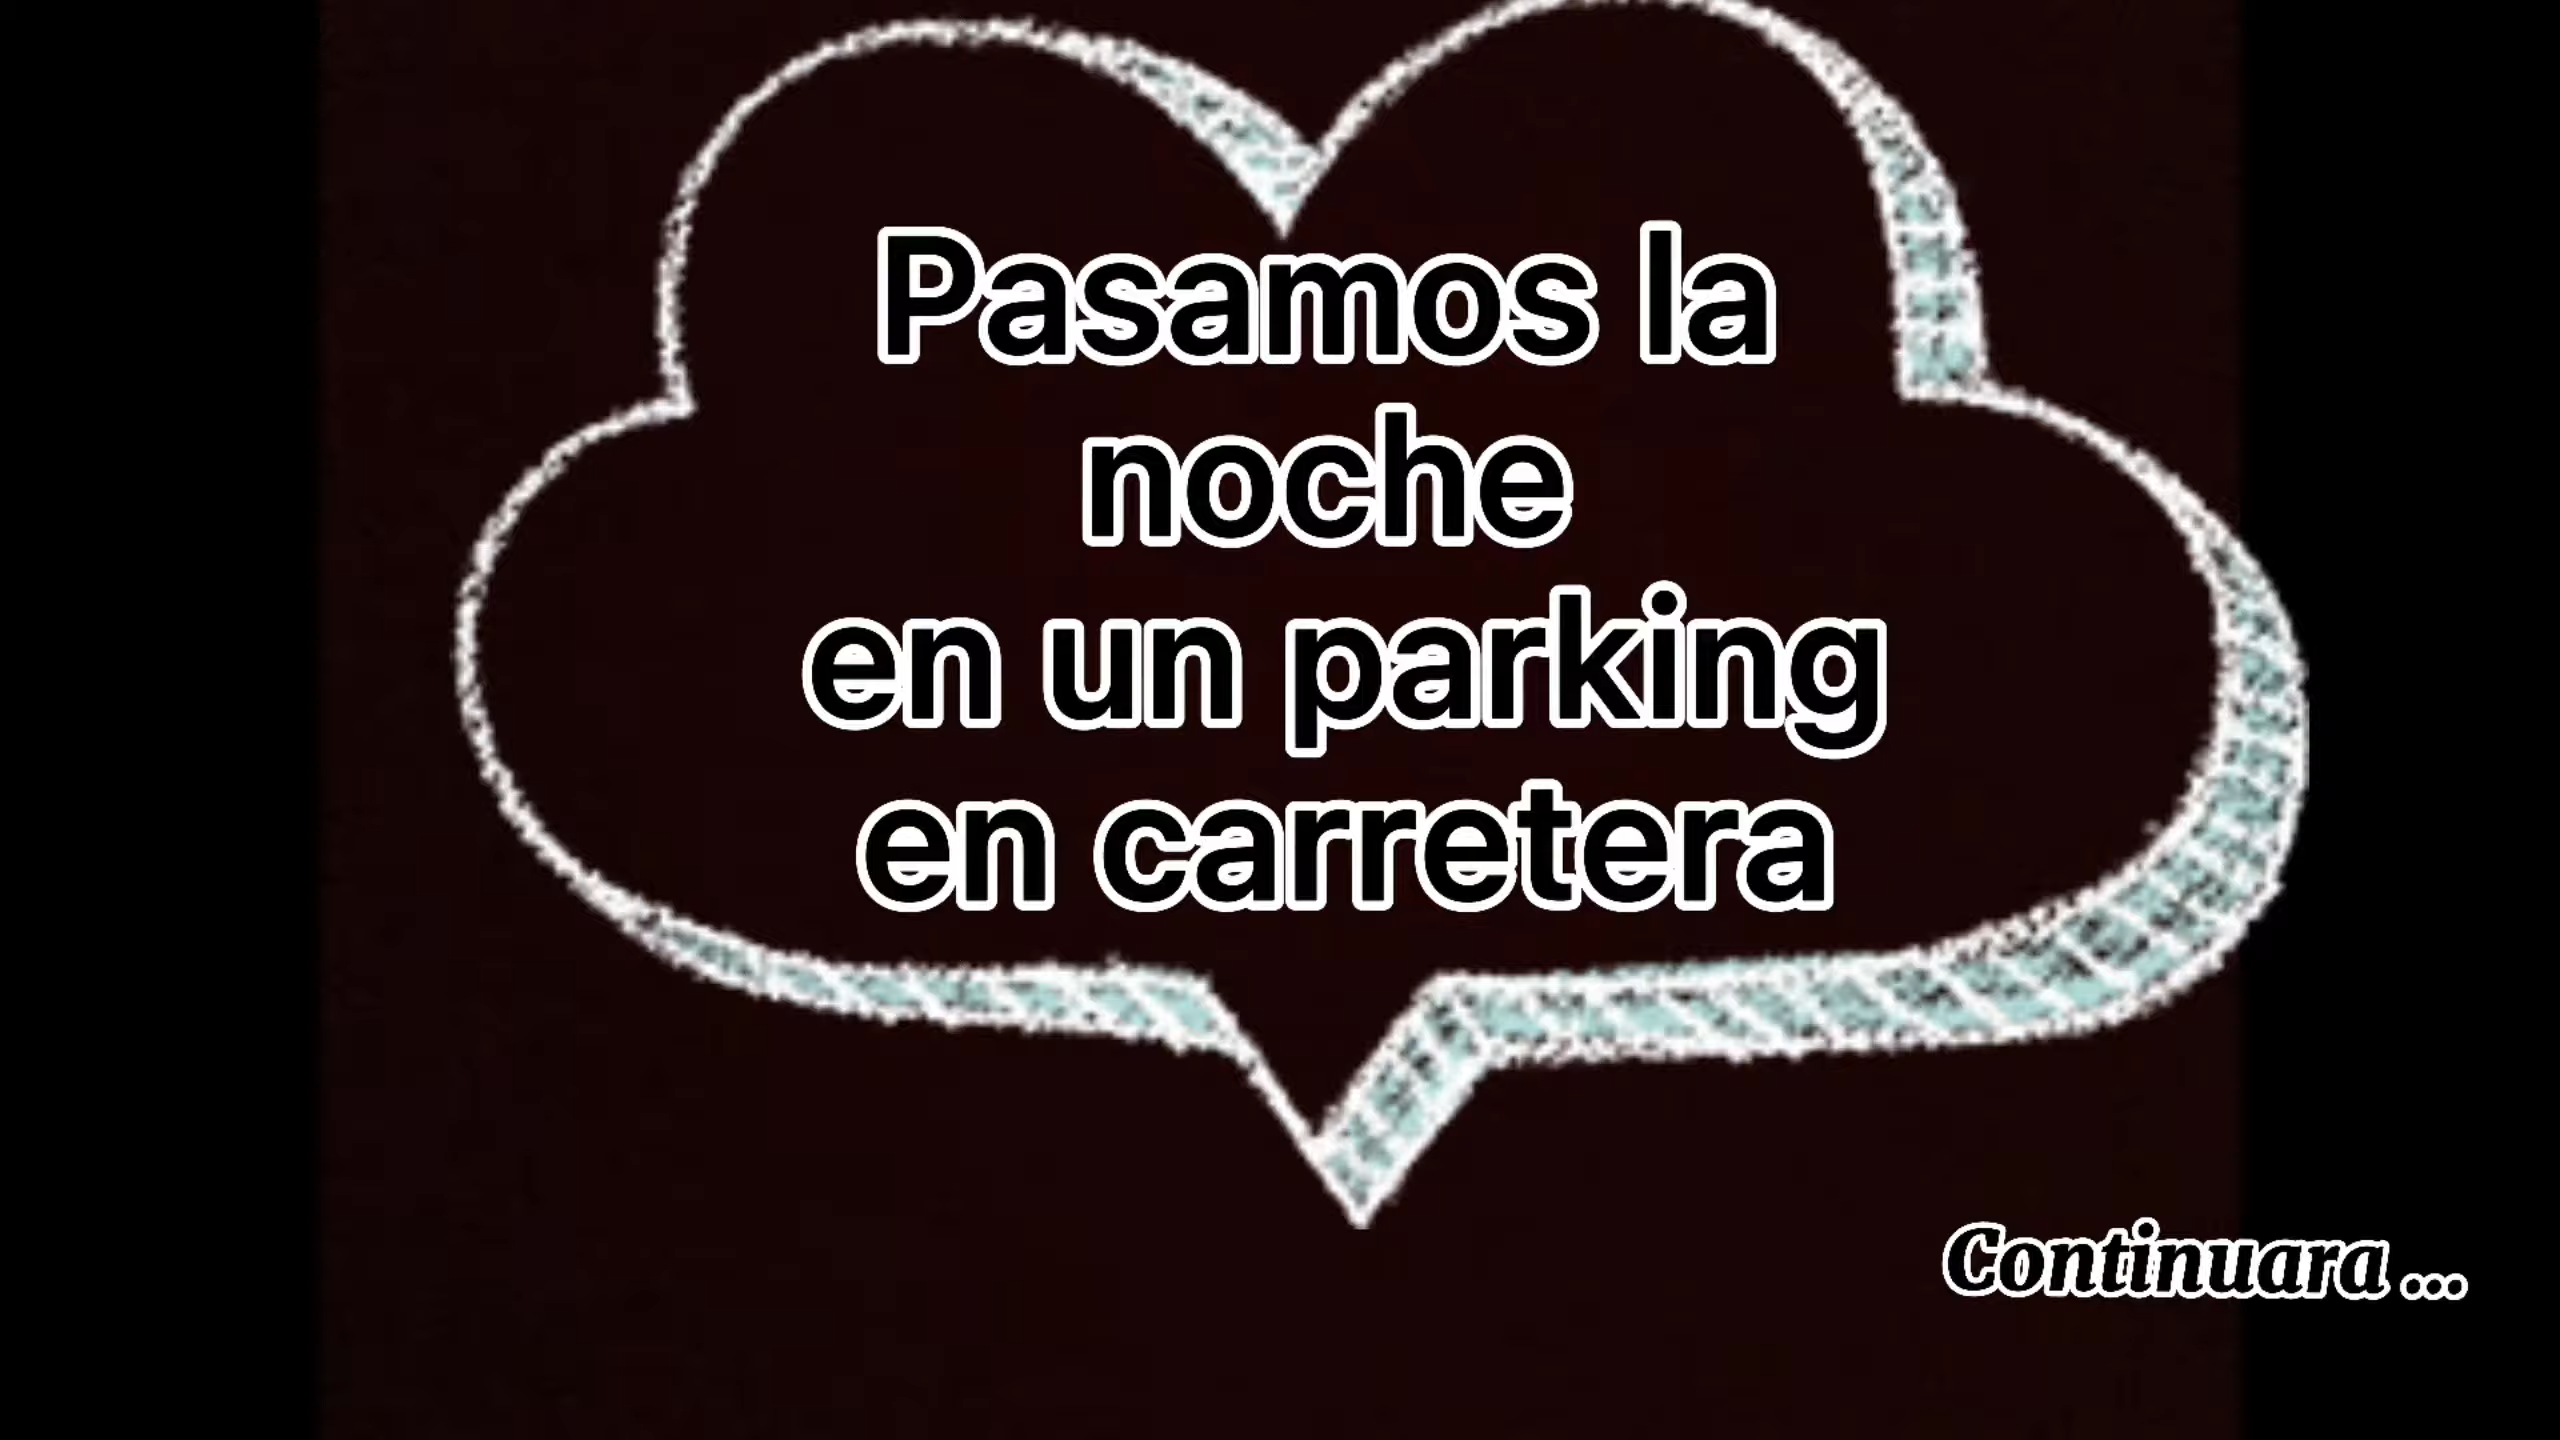 Pasamos la
noche
en un parking
en carretera
Continuara ...